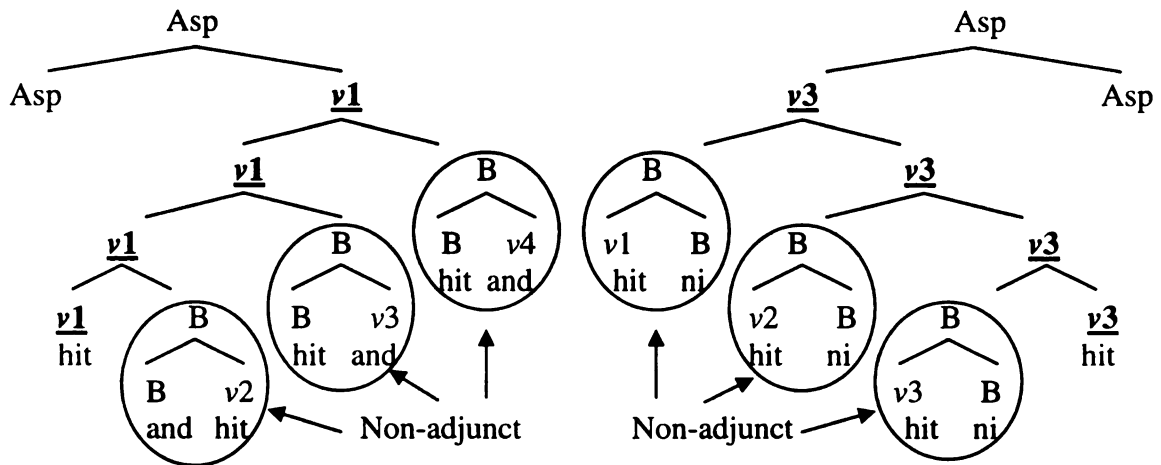 Asp Asp
Asp v1 v3 Asp
v1 B B v3
v1 B B v4 v1 B B v3
hit and hit ni
v1 B B v3 v2 B B v3
hit hit and hit ni hit
B v2 v3 B
and hit Non-adjunct Non-adjunct hit ni